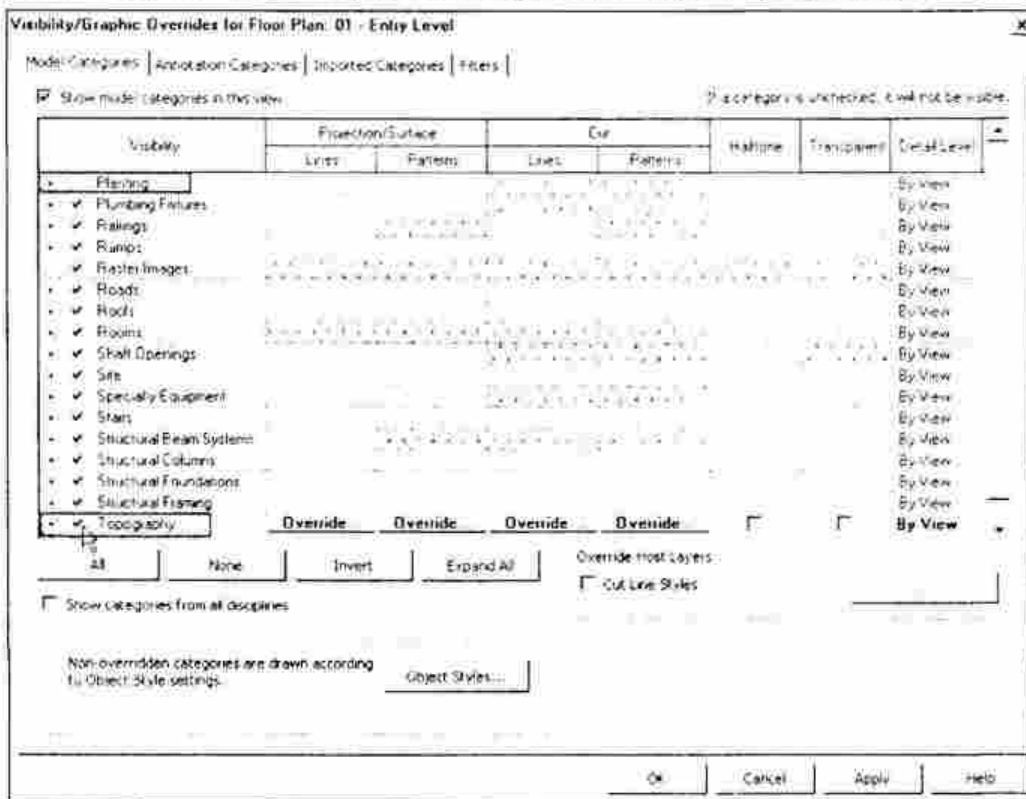 Visibility/Graphic Overrides for Floor Plan: 01 - Entry Level
Model Categories Annotation Categories Imported Categories Filters
Show model categories in this view If a category is unchecked, it will not be visible.
Visibility Projection/Surface Cut Halftone Transparent Detail Level
Lines Patterns Lines Patterns
Planting By View
Plumbing Fixtures By View
Railings By View
Ramps By View
Raster Images By View
Roads By View
Roofs By View
Rooms By View
Shaft Openings By View
Site By View
Specialty Equipment By View
Stairs By View
Structural Beam Systems By View
Structural Columns By View
Structural Foundations By View
Structural Framing By View
Topography Override... Override... Override... Override... By View
All None Invert Expand All Override Host Layers
Cut Line Styles
Show categories from all disciplines
Non-overridden categories are drawn according
to Object Style settings.
Object Styles...
OK Cancel Apply Help